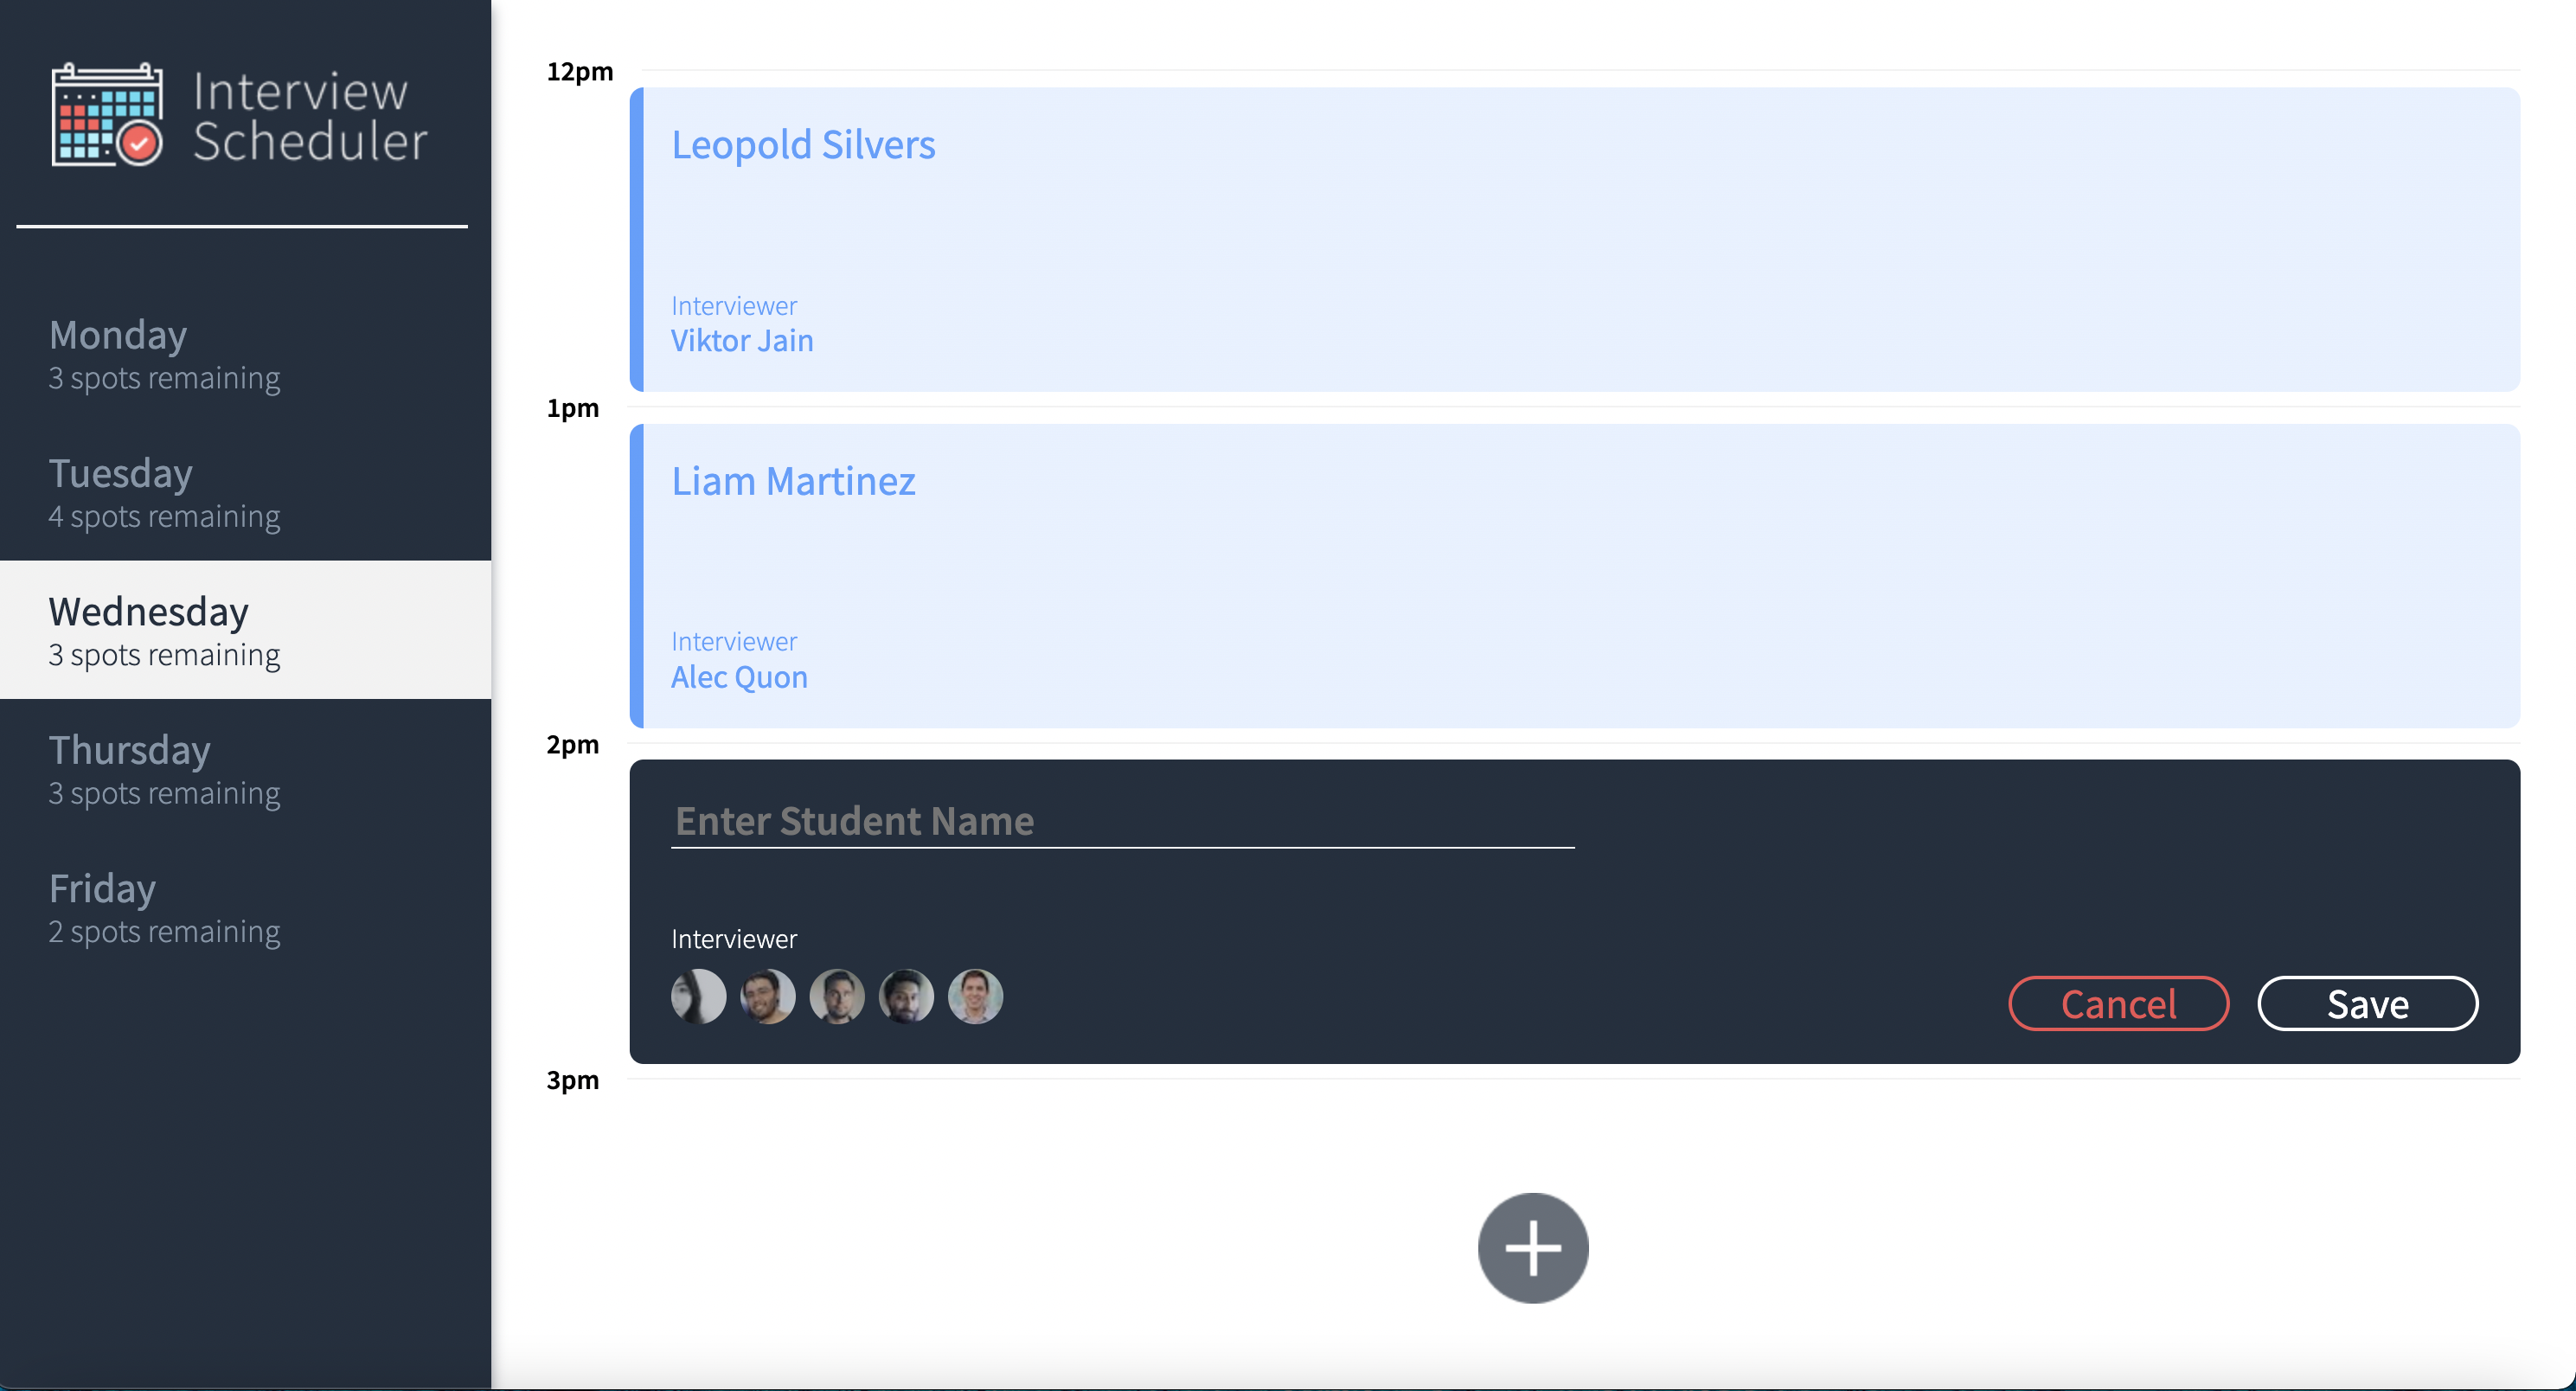 Interview
Scheduler
Monday
3 spots remaining
Tuesday
4 spots remaining
Wednesday
3 spots remaining
Thursday
3 spots remaining
Friday
2 spots remaining
12pm
Leopold Silvers
Interviewer
Viktor Jain
1pm
Liam Martinez
Interviewer
Alec Quon
2pm
Enter Student Name
Interviewer
Cancel
Save
3pm